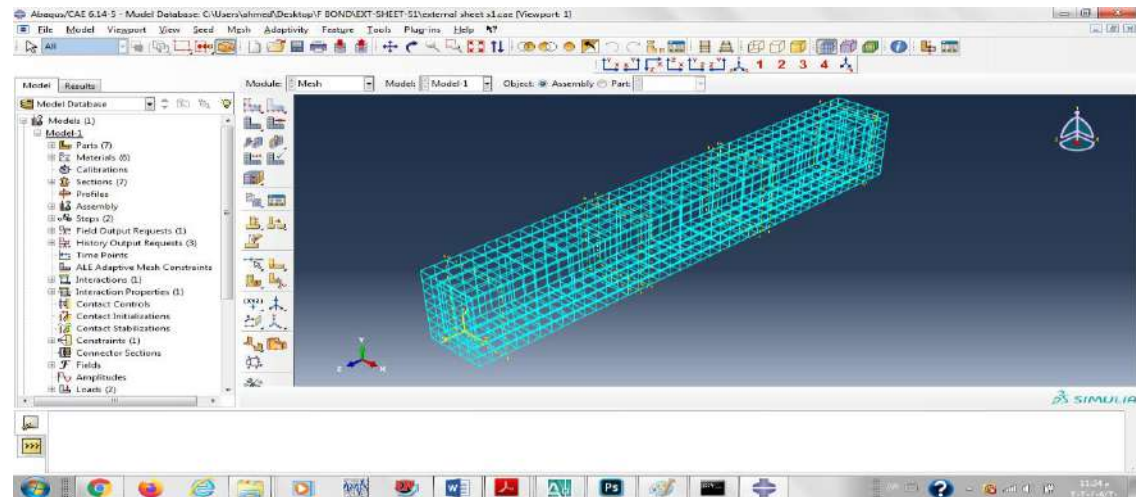 Abaqus/CAE 6.14-5 - Model Database: C:\Users\ahmed\Desktop\F BOND\EXT-SHEET-S1\external sheet s1.cae [Viewport: 1]
File Model Viewport View Seed Mesh Adaptivity Feature Tools Plug-ins Help
All
1 2 3 4
Model Results Module: Mesh Model: Model-1 Object: Assembly Part:
Model Database
Models (1)
Model-1
Parts (7)
Materials (6)
Calibrations
Sections (7)
Profiles
Assembly
Steps (2)
Field Output Requests (1)
History Output Requests (3)
Time Points
ALE Adaptive Mesh Constraints
Interactions (1)
Interaction Properties (1)
Contact Controls
Contact Initializations
Contact Stabilizations
Constraints (1)
Connector Sections
Fields
Amplitudes
Loads (2)
SIMULIA
>>>
Ps